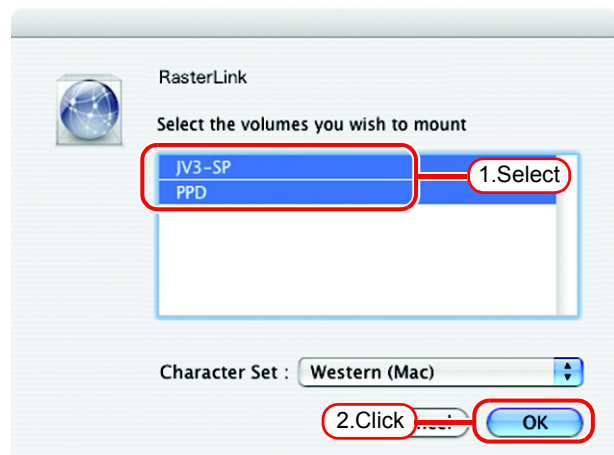 RasterLink
Select the volumes you wish to mount
JV3-SP
1.Select
PPD
Character Set : Western (Mac)
2.Click
OK